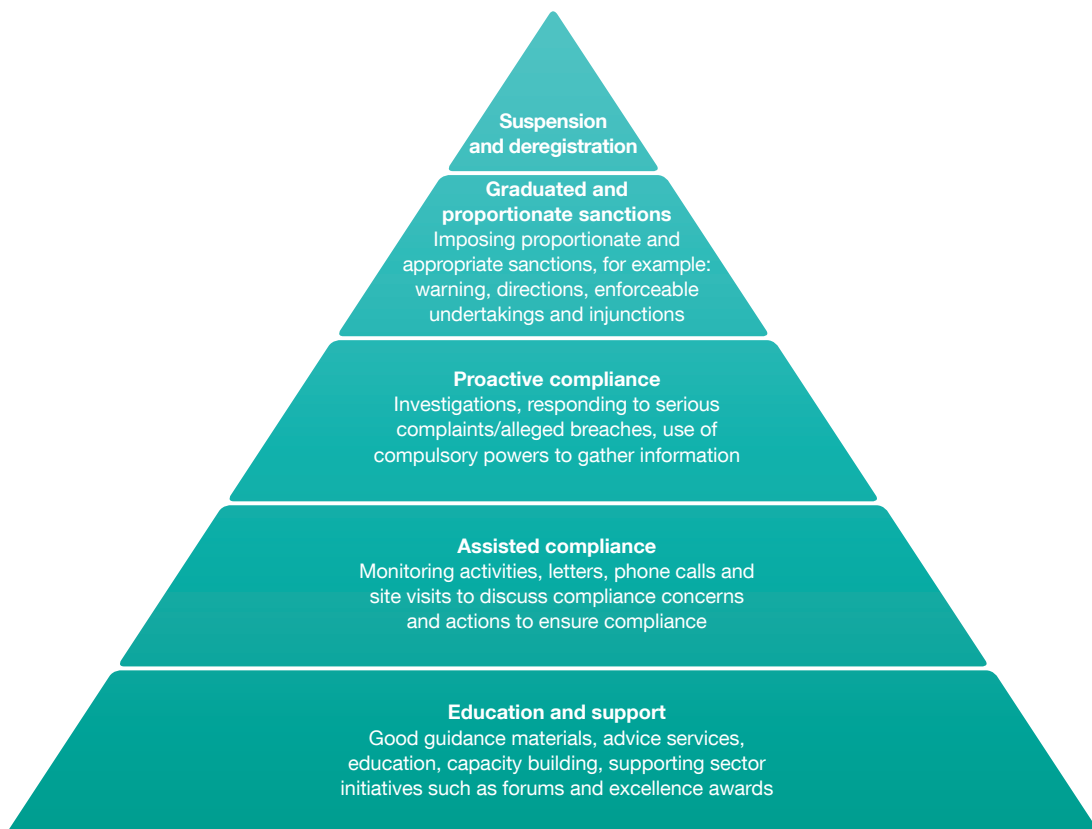 Suspension
and deregistration
Graduated and
proportionate sanctions
Imposing proportionate and
appropriate sanctions, for example:
warning, directions, enforceable
undertakings and injunctions
Proactive compliance
Investigations, responding to serious
complaints/alleged breaches, use of
compulsory powers to gather information
Assisted compliance
Monitoring activities, letters, phone calls and
site visits to discuss compliance concerns
and actions to ensure compliance
Education and support
Good guidance materials, advice services,
education, capacity building, supporting sector
initiatives such as forums and excellence awards